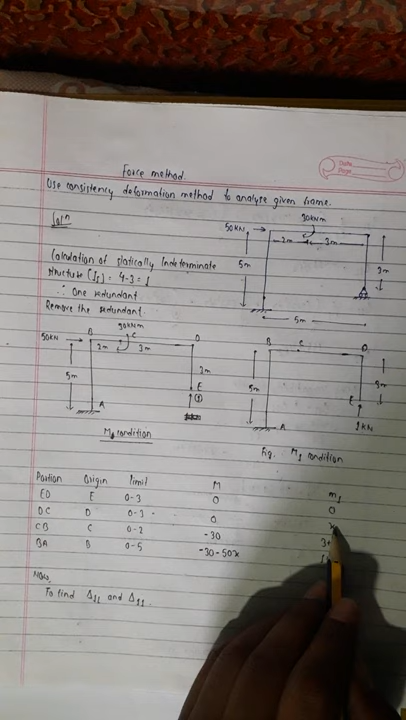 Date
Page
Force method.
Use consistency deformation method to analyse given frame.
Solⁿ
50KN
30KNm
2m
3m
5m
3m
5m
Calculation of statically Indeterminate
structure (Is) = 4-3 = 1
∴ One redundant
Remove the redundant.
50KN
B
30KNm
C
D
2m
3m
5m
E
A
B
C
D
5m
3m
E
A
1KN
M condition
Fig. M₁ condition
Portion Origin limit M m₁
ED E 0-3 0 0
DC D 0-3 0 x
CB C 0-2 -30
BA B 0-5 -30-50x
Now,
To find Δ₁₁ and Δ₁₁.